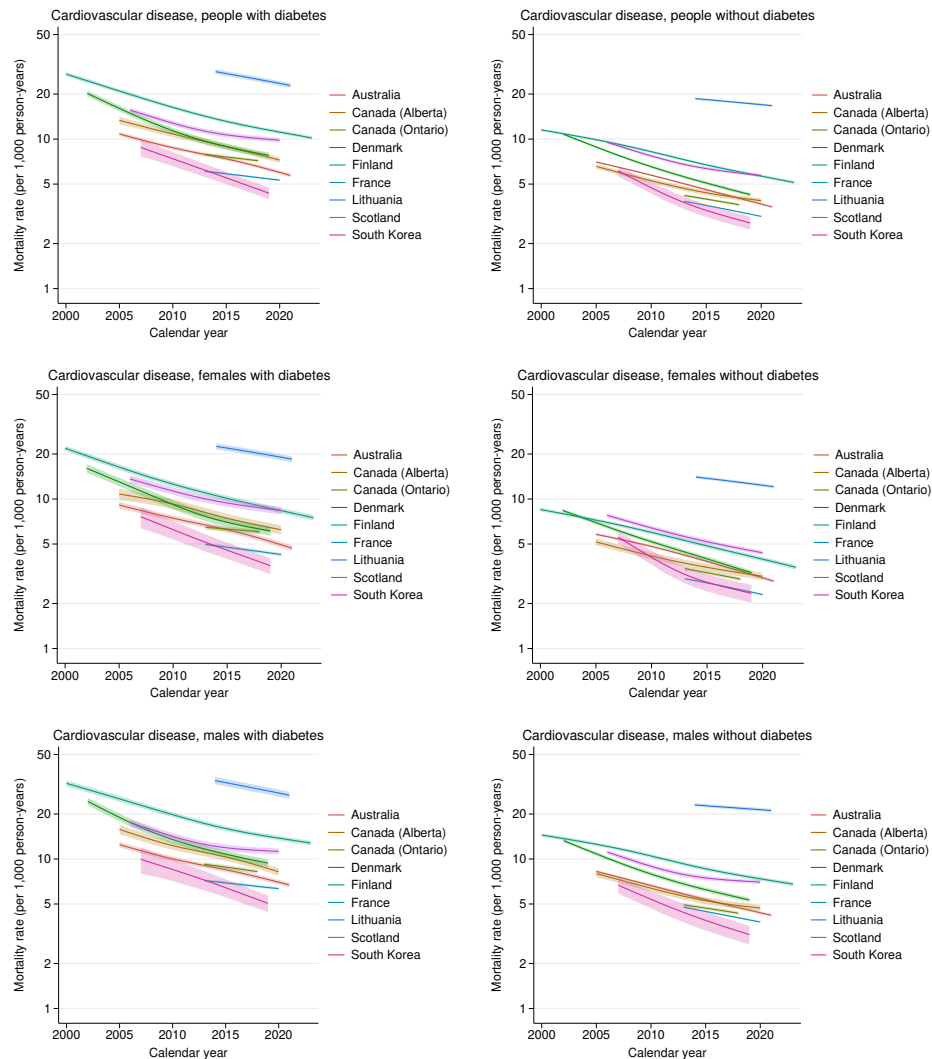 Cardiovascular disease, people with diabetes
50
20
10
5
2
1
Mortality rate (per 1,000 person-years)
2000 2005 2010 2015 2020
Calendar year
Australia
Canada (Alberta)
Canada (Ontario)
Denmark
Finland
France
Lithuania
Scotland
South Korea
Cardiovascular disease, people without diabetes
50
20
10
5
2
1
Mortality rate (per 1,000 person-years)
2000 2005 2010 2015 2020
Calendar year
Australia
Canada (Alberta)
Canada (Ontario)
Denmark
Finland
France
Lithuania
Scotland
South Korea
Cardiovascular disease, females with diabetes
50
20
10
5
2
1
Mortality rate (per 1,000 person-years)
2000 2005 2010 2015 2020
Calendar year
Australia
Canada (Alberta)
Canada (Ontario)
Denmark
Finland
France
Lithuania
Scotland
South Korea
Cardiovascular disease, females without diabetes
50
20
10
5
2
1
Mortality rate (per 1,000 person-years)
2000 2005 2010 2015 2020
Calendar year
Australia
Canada (Alberta)
Canada (Ontario)
Denmark
Finland
France
Lithuania
Scotland
South Korea
Cardiovascular disease, males with diabetes
50
20
10
5
2
1
Mortality rate (per 1,000 person-years)
2000 2005 2010 2015 2020
Calendar year
Australia
Canada (Alberta)
Canada (Ontario)
Denmark
Finland
France
Lithuania
Scotland
South Korea
Cardiovascular disease, males without diabetes
50
20
10
5
2
1
Mortality rate (per 1,000 person-years)
2000 2005 2010 2015 2020
Calendar year
Australia
Canada (Alberta)
Canada (Ontario)
Denmark
Finland
France
Lithuania
Scotland
South Korea